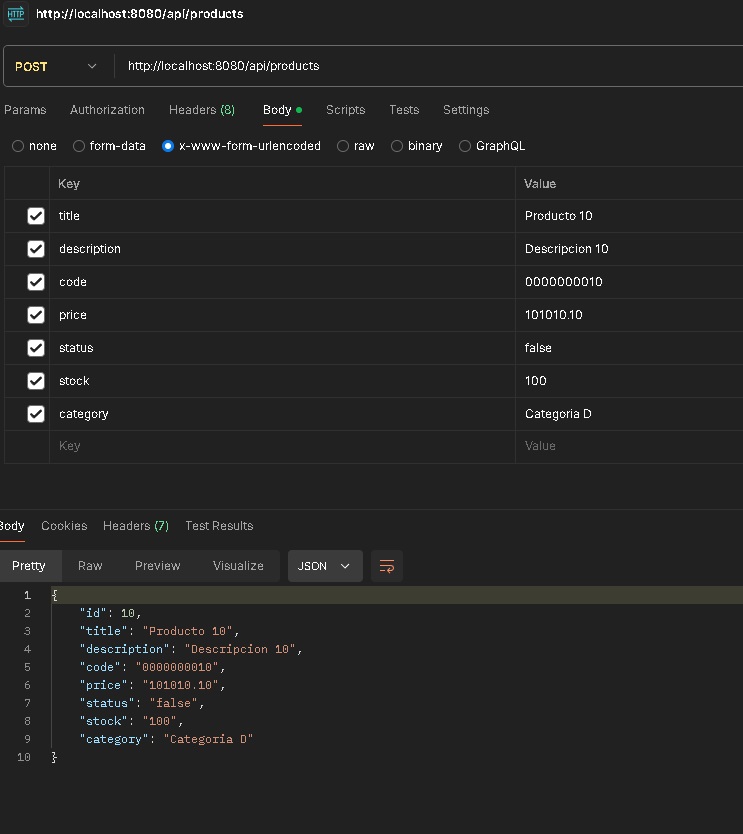 HTTP http://localhost:8080/api/products
POST http://localhost:8080/api/products
Params Authorization Headers (8) Body Scripts Tests Settings
none form-data x-www-form-urlencoded raw binary GraphQL
Key Value
title Producto 10
description Descripcion 10
code 0000000010
price 101010.10
status false
stock 100
category Categoria D
Key Value
Body Cookies Headers (7) Test Results
Pretty Raw Preview Visualize JSON
1 {
2 "id": 10,
3 "title": "Producto 10",
4 "description": "Descripcion 10",
5 "code": "0000000010",
6 "price": "101010.10",
7 "status": "false",
8 "stock": "100",
9 "category": "Categoria D"
10 }